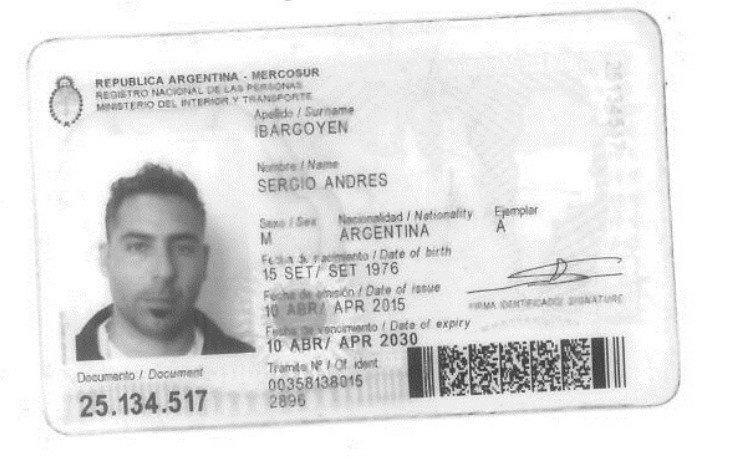 REPUBLICA ARGENTINA - MERCOSUR
REGISTRO NACIONAL DE LAS PERSONAS
MINISTERIO DEL INTERIOR Y TRANSPORTE
Apellido / Surname
IBARGOYEN
Nombre / Name
SERGIO ANDRES
Sexo / Sex Nacionalidad / Nationality Ejemplar
M ARGENTINA A
Fecha de nacimiento / Date of birth
15 SET/ SET 1976
Fecha de emisión / Date of issue
10 ABR/ APR 2015
FIRMA IDENTIFICADO/ SIGNATURE
Fecha de vencimiento / Date of expiry
10 ABR/ APR 2030
Documento / Document
25.134.517
Tramite Nº / Of. ident.
00358138015
2896
25134517